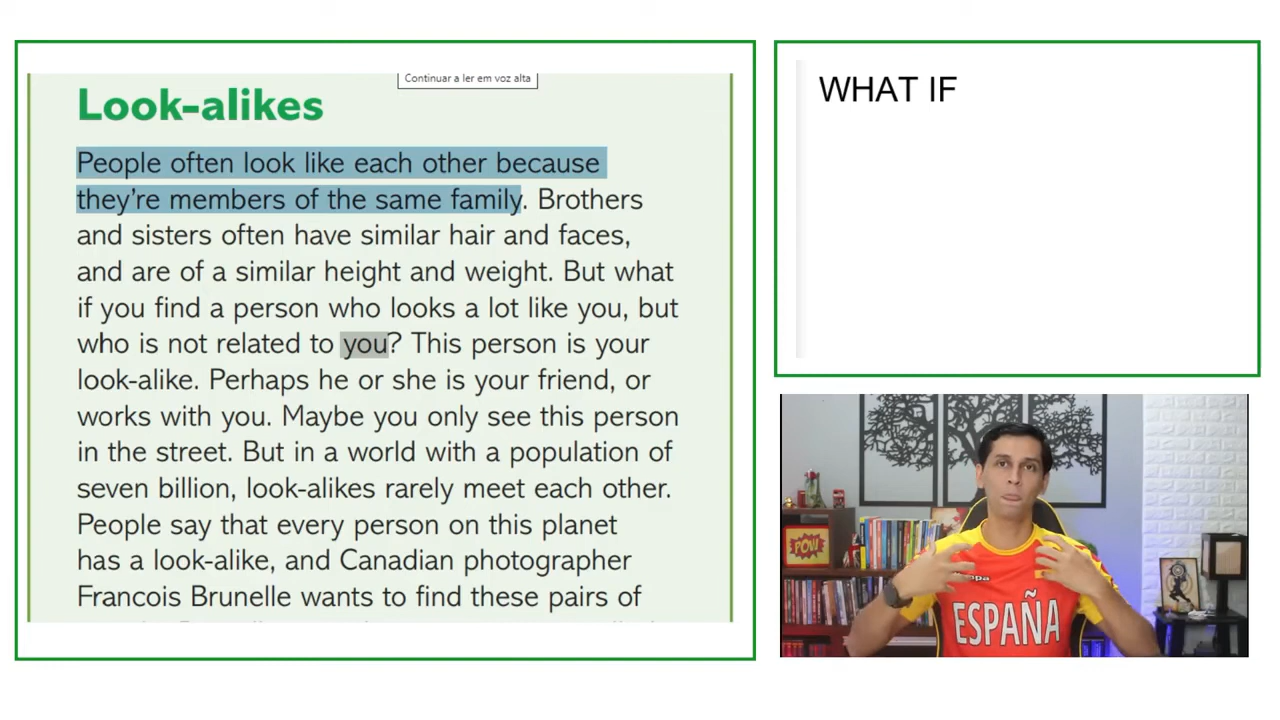 Continuar a ler em voz alta
Look-alikes
People often look like each other because
they're members of the same family. Brothers
and sisters often have similar hair and faces,
and are of a similar height and weight. But what
if you find a person who looks a lot like you, but
who is not related to you? This person is your
look-alike. Perhaps he or she is your friend, or
works with you. Maybe you only see this person
in the street. But in a world with a population of
seven billion, look-alikes rarely meet each other.
People say that every person on this planet
has a look-alike, and Canadian photographer
Francois Brunelle wants to find these pairs of
WHAT IF
POW
ESPAÑA